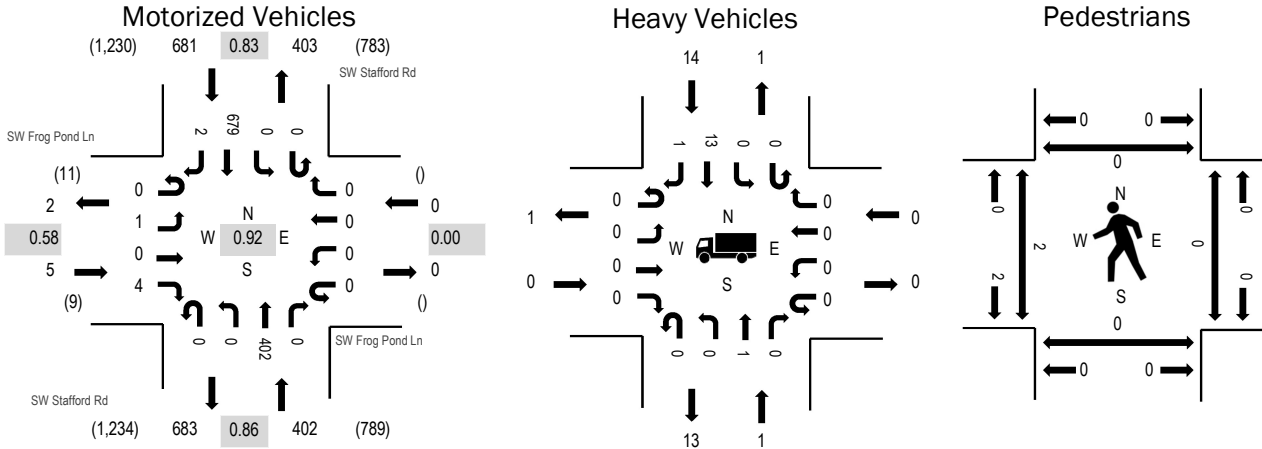 Motorized Vehicles
(1,230) 681 0.83 403 (783)
SW Stafford Rd
SW Frog Pond Ln
2 679 0 0
(11) 0 0 ()
2 1 N 0 0
0.58 W 0.92 E 0.00
5 0 S 0 0
(9) 4 0 ()
0 0 402 0
SW Frog Pond Ln
SW Stafford Rd
(1,234) 683 0.86 402 (789)
Heavy Vehicles
14 1
1 13 0 0
0 0
1 0 N 0 0
W E
0 0 S 0 0
0 0
0 0 1 0
13 1
Pedestrians
0 0
0
N
0 0
W E
2 0
S
2 0
0
0 0